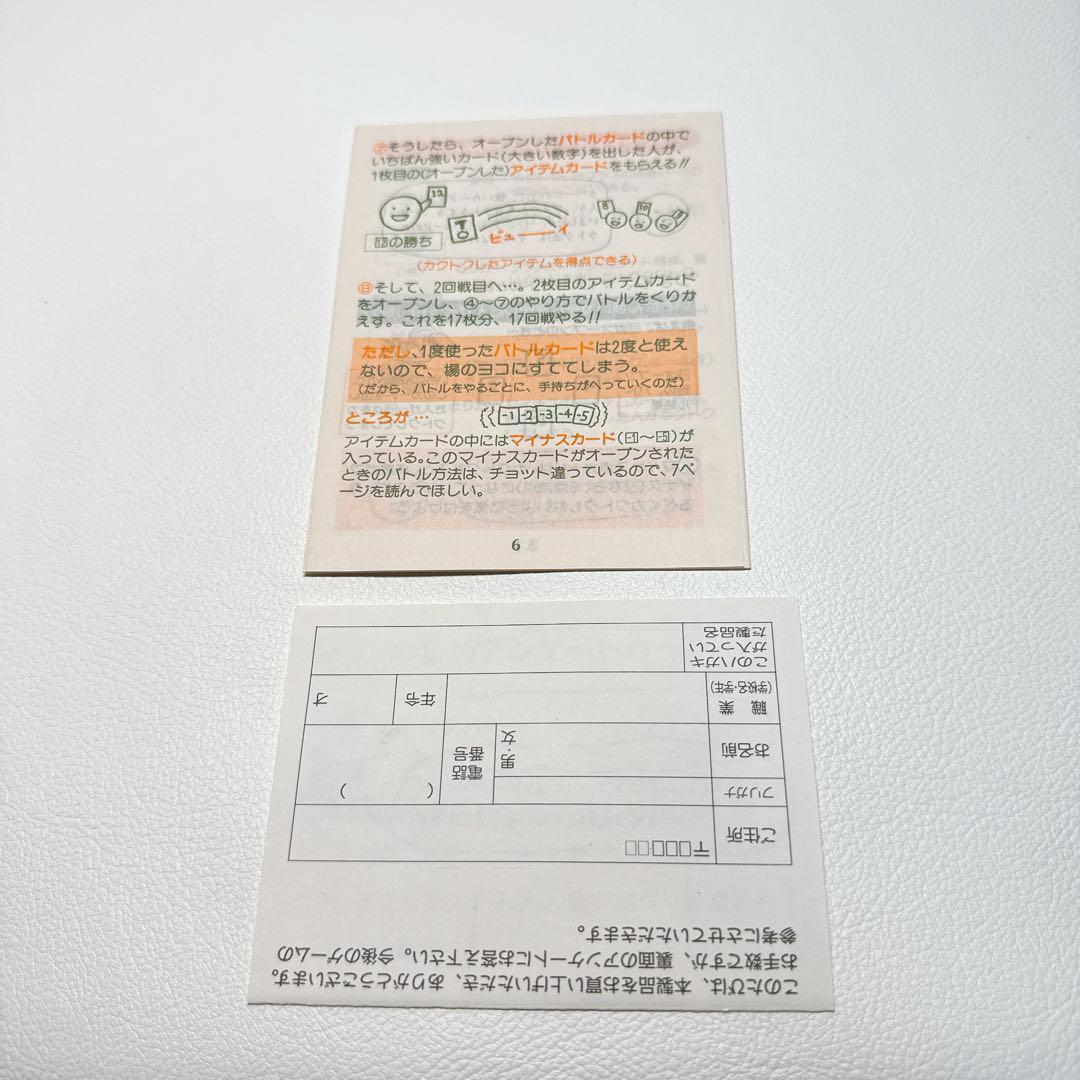 ⑦そうしたら、オープンしたバトルカードの中で
いちばん強いカード(大きい数字)を出した人が、
1枚目の(オープンした)アイテムカードをもらえる!!
12
8
10
9
ビューーーイ
12の勝ち
(カクトクしたアイテムを得点できる)
⑧そして、2回戦目へ…。2枚目のアイテムカード
をオープンし、④〜⑦のやり方でバトルをくりか
えす。これを17枚分、17回戦やる!!
ただし、1度使ったバトルカードは2度と使え
ないので、場のヨコにすててしまう。
(だから、バトルをやるごとに、手持ちがへっていくのだ)
ところが…
-1 -2 -3 -4 -5
アイテムカードの中にはマイナスカード(-1〜-5)が
入っている。このマイナスカードがオープンされた
ときのバトル方法は、チョット違っているので、7ペ
ージを読んでほしい。
6
このたびは、本製品をお買い上げいただき、ありがとうございます。
お手数ですが、裏面のアンケートにお答え下さい。今後のゲームの
参考にさせていただきます。
ご住所
〒□□□-□□
フリガナ
お名前
男・女
電話番号
( )
職業
(学校名・学年)
年令
才
このハガキ
が入ってい
た製品名